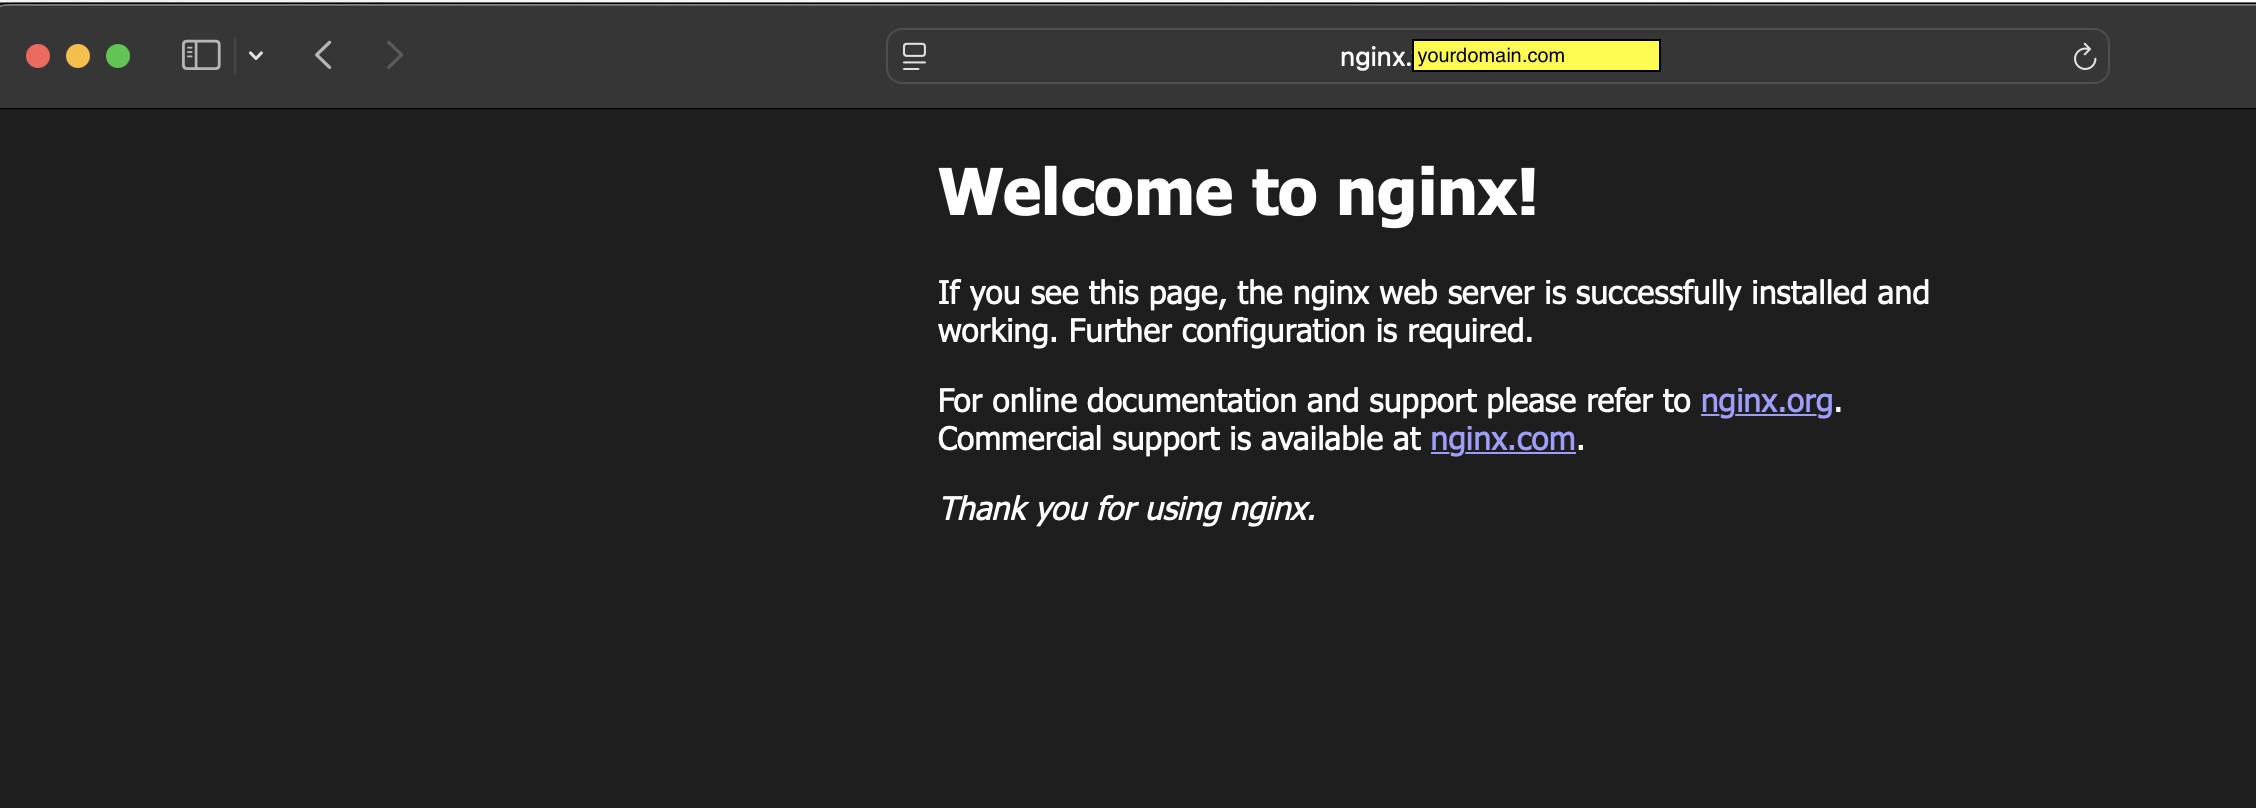 nginx.yourdomain.com
Welcome to nginx!
If you see this page, the nginx web server is successfully installed and
working. Further configuration is required.
For online documentation and support please refer to nginx.org.
Commercial support is available at nginx.com.
Thank you for using nginx.